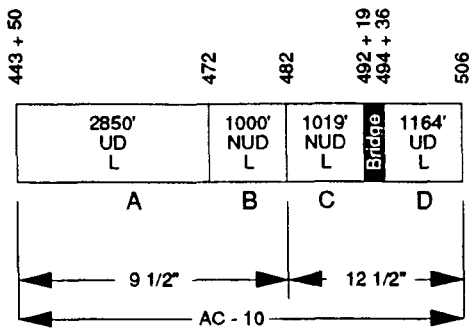 443 + 50
472
482
492 + 19
494 + 36
506
2850'
UD
L
1000'
NUD
L
1019'
NUD
L
Bridge
1164'
UD
L
A
B
C
D
9 1/2"
12 1/2"
AC - 10